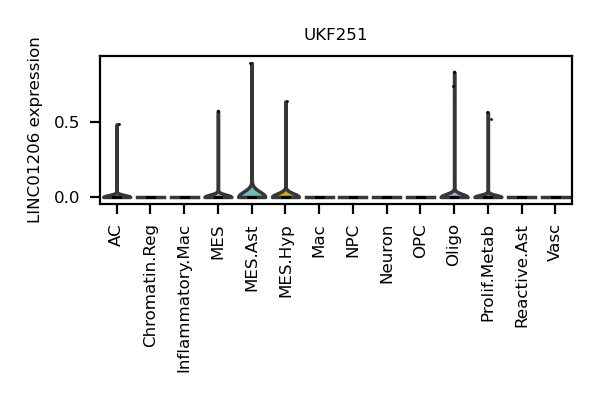 UKF251
LINC01206 expression
0.5
0.0
AC
Chromatin.Reg
Inflammatory.Mac
MES
MES.Ast
MES.Hyp
Mac
NPC
Neuron
OPC
Oligo
Prolif.Metab
Reactive.Ast
Vasc